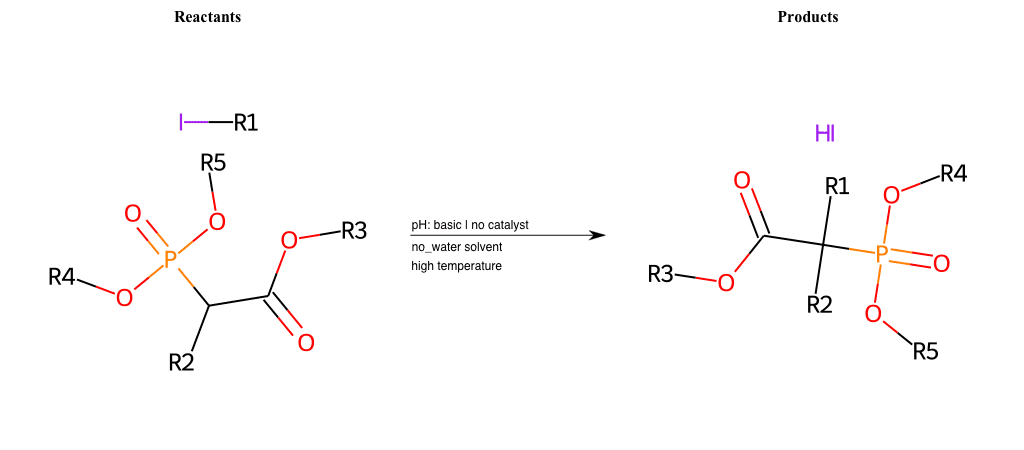 Reactants
Products
I R1
HI
R5
O O
P
O R3
R4
O
O
R2
pH: basic | no catalyst
no_water solvent
high temperature
O R1 O R4
R3 O
P O
R2 O
R5